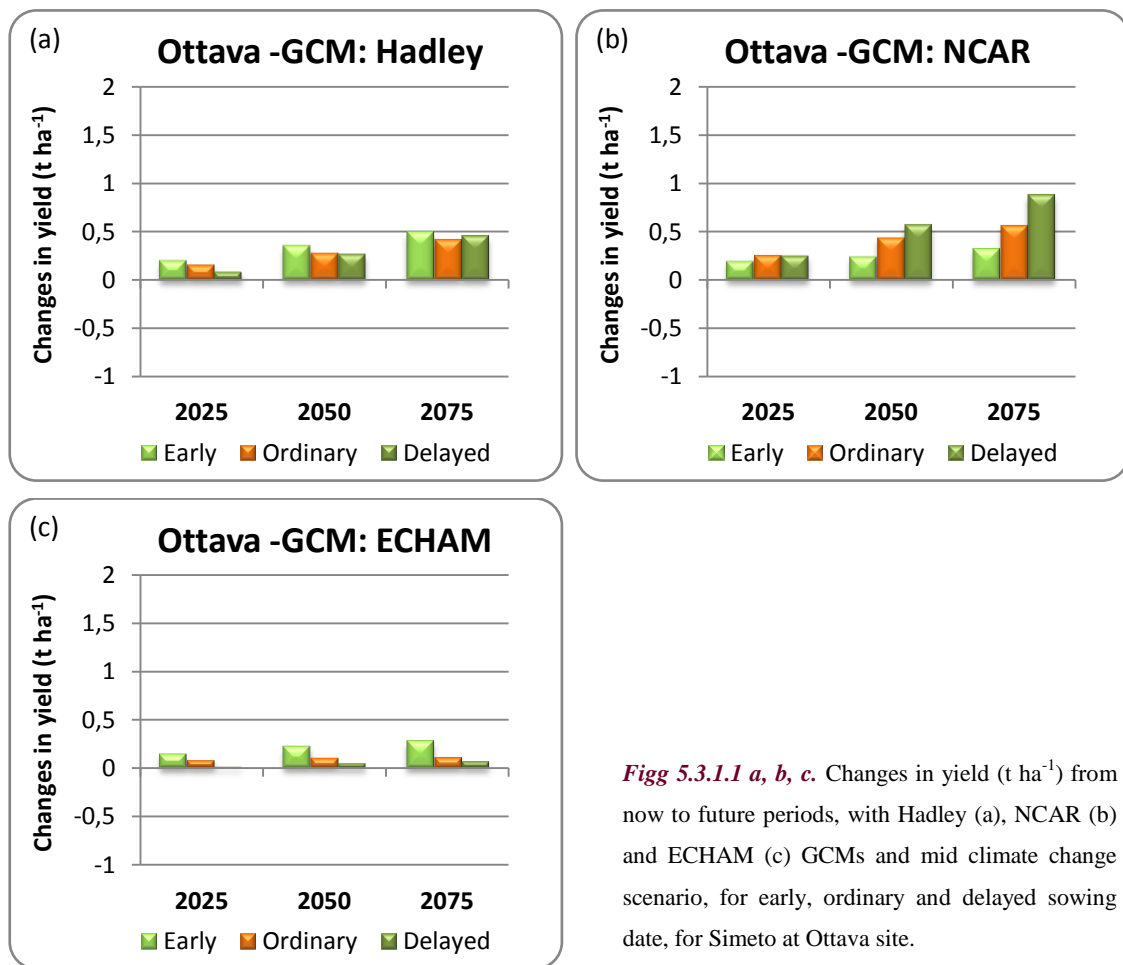 (a)
Ottava -GCM: Hadley
Changes in yield (t ha-1)
2
1,5
1
0,5
0
-0,5
-1
2025 2050 2075
Early Ordinary Delayed
(b)
Ottava -GCM: NCAR
Changes in yield (t ha-1)
2
1,5
1
0,5
0
-0,5
-1
2025 2050 2075
Early Ordinary Delayed
(c)
Ottava -GCM: ECHAM
Changes in yield (t ha-1)
2
1,5
1
0,5
0
-0,5
-1
2025 2050 2075
Early Ordinary Delayed
Figg 5.3.1.1 a, b, c. Changes in yield (t ha-1) from
now to future periods, with Hadley (a), NCAR (b)
and ECHAM (c) GCMs and mid climate change
scenario, for early, ordinary and delayed sowing
date, for Simeto at Ottava site.